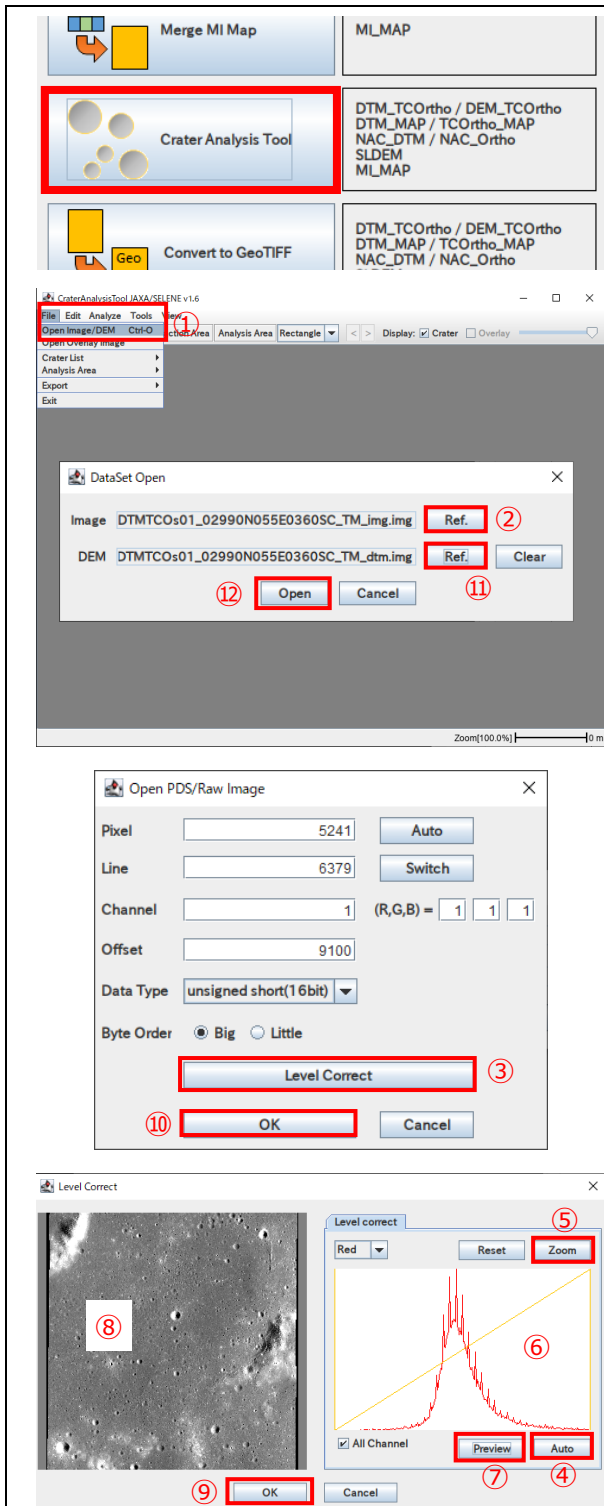 Merge MI Map
MI_MAP
Crater Analysis Tool
DTM_TCOrtho / DEM_TCOrtho
DTM_MAP / TCOrtho_MAP
NAC_DTM / NAC_Ortho
SLDEM
MI_MAP
Geo
Convert to GeoTIFF
DTM_TCOrtho / DEM_TCOrtho
DTM_MAP / TCOrtho_MAP
NAC_DTM / NAC_Ortho
CraterAnalysisTool JAXA/SELENE v1.6
File Edit Analyze Tools View
①
Open Image/DEM Ctrl-O
Area Analysis Area Rectangle < > Display: Crater Overlay
Open Overlay Image
Crater List
Analysis Area
Export
Exit
DataSet Open
Image DTMTCOs01_02990N055E0360SC_TM_img.img Ref. ②
DEM DTMTCOs01_02990N055E0360SC_TM_dtm.img Ref. Clear
⑪
⑫ Open Cancel
Zoom[100.0%] 0 m
Open PDS/Raw Image
Pixel 5241 Auto
Line 6379 Switch
Channel 1 (R,G,B) = 1 1 1
Offset 9100
Data Type unsigned short(16bit)
Byte Order Big Little
Level Correct ③
⑩ OK Cancel
Level Correct
Level correct
⑤
Red Reset Zoom
⑥
⑧
All Channel Preview Auto
⑦ ④
⑨ OK Cancel